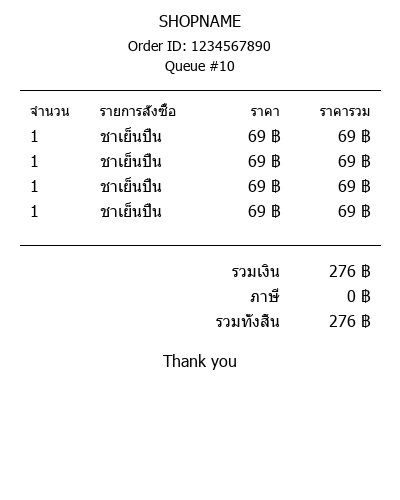 SHOPNAME
Order ID: 1234567890
Queue #10
จำนวน รายการสั่งซื้อ ราคา ราคารวม
1 ชาเย็นปั่น 69 ฿ 69 ฿
1 ชาเย็นปั่น 69 ฿ 69 ฿
1 ชาเย็นปั่น 69 ฿ 69 ฿
1 ชาเย็นปั่น 69 ฿ 69 ฿
รวมเงิน 276 ฿
ภาษี 0 ฿
รวมทั้งสิ้น 276 ฿
Thank you